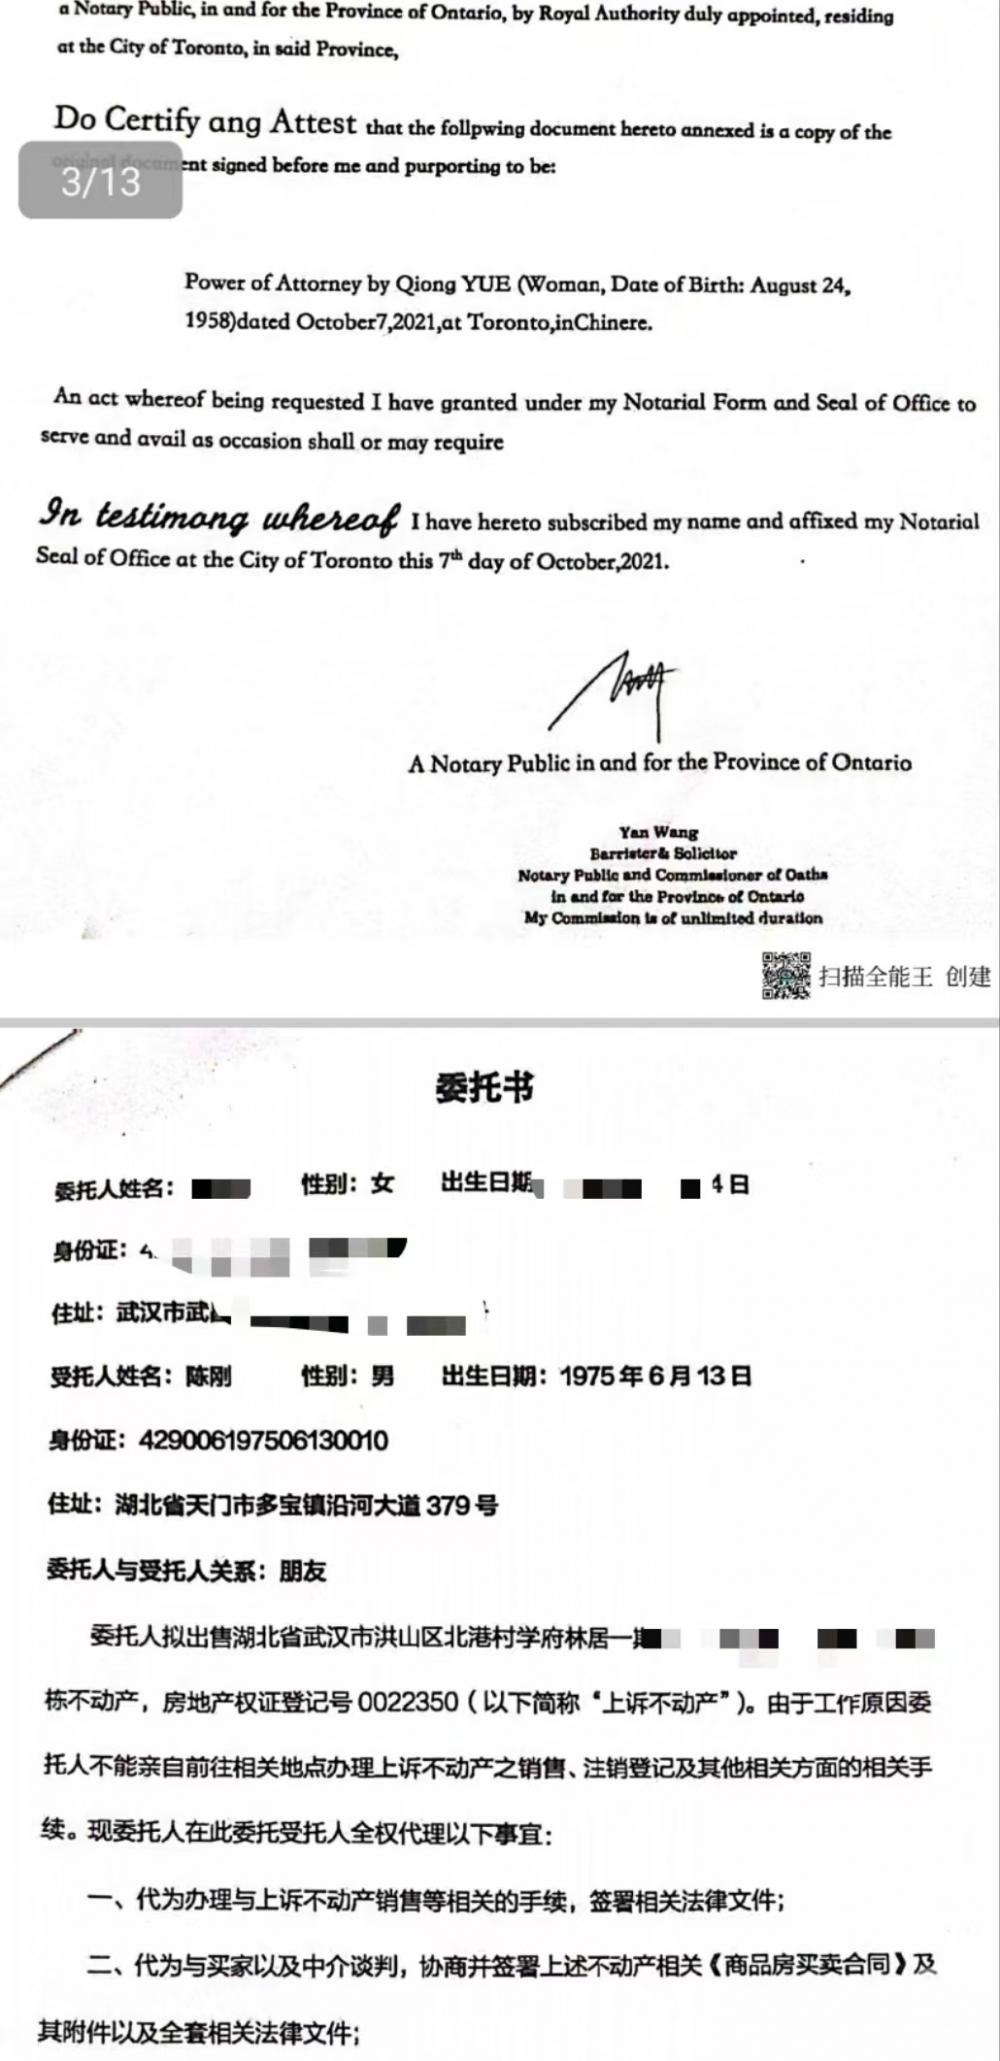 a Notary Public, in and for the Province of Ontario, by Royal Authority duly appointed, residing
at the City of Toronto, in said Province,
Do Certify ang Attest that the follpwing document hereto annexed is a copy of the
original document signed before me and purporting to be:
3/13
Power of Attorney by Qiong YUE (Woman, Date of Birth: August 24,
1958)dated October7,2021,at Toronto,inChinere.
An act whereof being requested I have granted under my Notarial Form and Seal of Office to
serve and avail as occasion shall or may require
In testimong whereof I have hereto subscribed my name and affixed my Notarial
Seal of Office at the City of Toronto this 7th day of October,2021.
A Notary Public in and for the Province of Ontario
Yan Wang
Barrister& Solicitor
Notary Public and Commissioner of Oaths
in and for the Province of Ontario
My Commission is of unlimited duration
扫描全能王 创建
委托书
委托人姓名： 性别：女 出生日期 4日
身份证：4
住址：武汉市武
受托人姓名：陈刚 性别：男 出生日期：1975年6月13日
身份证：429006197506130010
住址：湖北省天门市多宝镇沿河大道379号
委托人与受托人关系：朋友
委托人拟出售湖北省武汉市洪山区北港村学府林居一期
栋不动产，房地产权证登记号0022350（以下简称“上诉不动产”）。由于工作原因委
托人不能亲自前往相关地点办理上诉不动产之销售、注销登记及其他相关方面的相关手
续。现委托人在此委托受托人全权代理以下事宜：
一、代为办理与上诉不动产销售等相关的手续，签署相关法律文件；
二、代为与买家以及中介谈判，协商并签署上述不动产相关《商品房买卖合同》及
其附件以及全套相关法律文件；